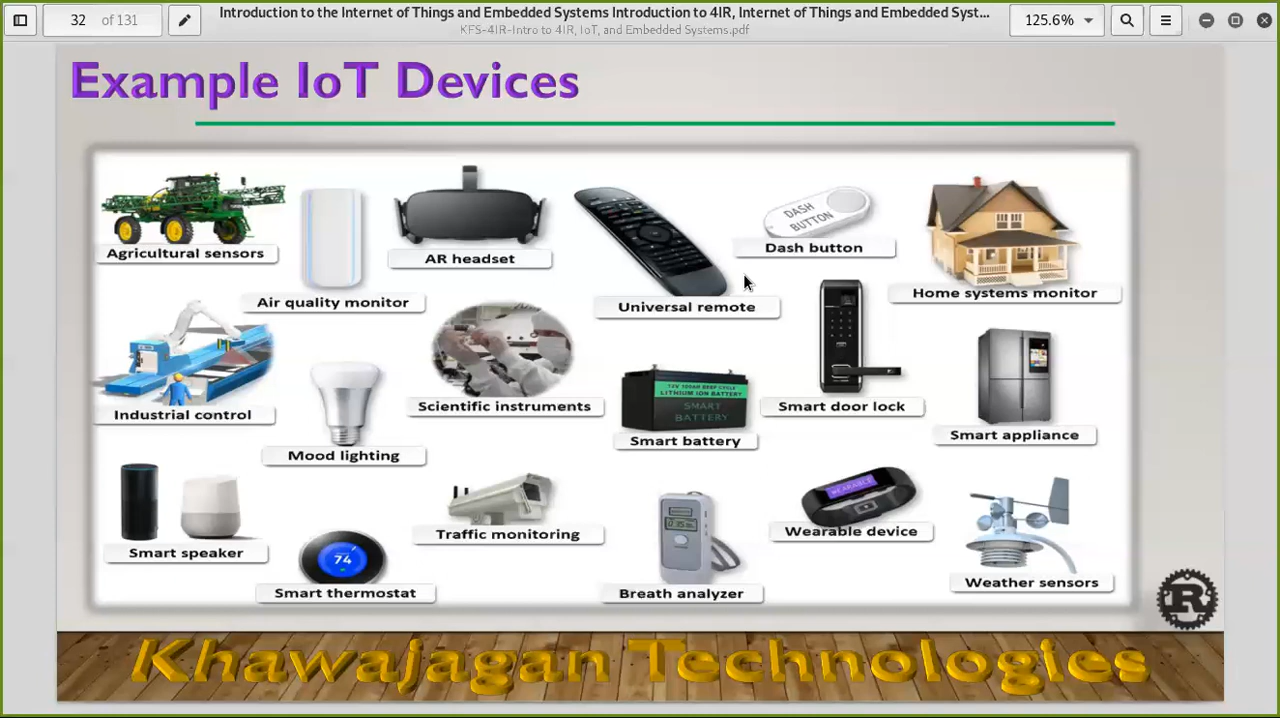 32 of 131
Introduction to the Internet of Things and Embedded Systems Introduction to 4IR, Internet of Things and Embedded Syst...
KFS-4IR-Intro to 4IR, IoT, and Embedded Systems.pdf
125.6%
Example IoT Devices
DASH BUTTON
Agricultural sensors
AR headset
Dash button
Air quality monitor
Universal remote
Home systems monitor
Industrial control
Scientific instruments
LITHIUM ION BATTERY
SMART
BATTERY
Smart door lock
Mood lighting
Smart battery
Smart appliance
Smart speaker
Traffic monitoring
WEARABLE
Wearable device
74
Smart thermostat
Breath analyzer
Weather sensors
R
Khawajagan Technologies